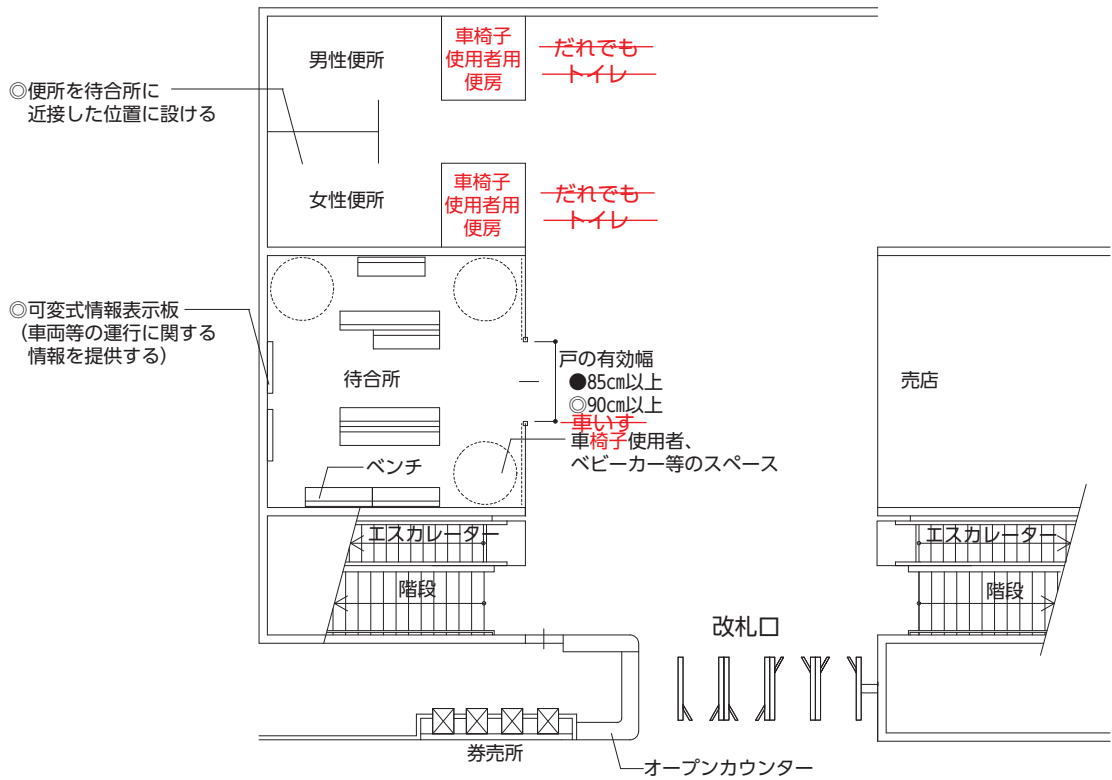 男性便所
車椅子
使用者用
便房
だれでも
トイレ
◎便所を待合所に
近接した位置に設ける
女性便所
車椅子
使用者用
便房
だれでも
トイレ
◎可変式情報表示板
(車両等の運行に関する
情報を提供する)
待合所
戸の有効幅
●85cm以上
◎90cm以上
車いす
車椅子使用者、
ベビーカー等のスペース
売店
ベンチ
エスカレーター
階段
エスカレーター
階段
改札口
券売所
オープンカウンター